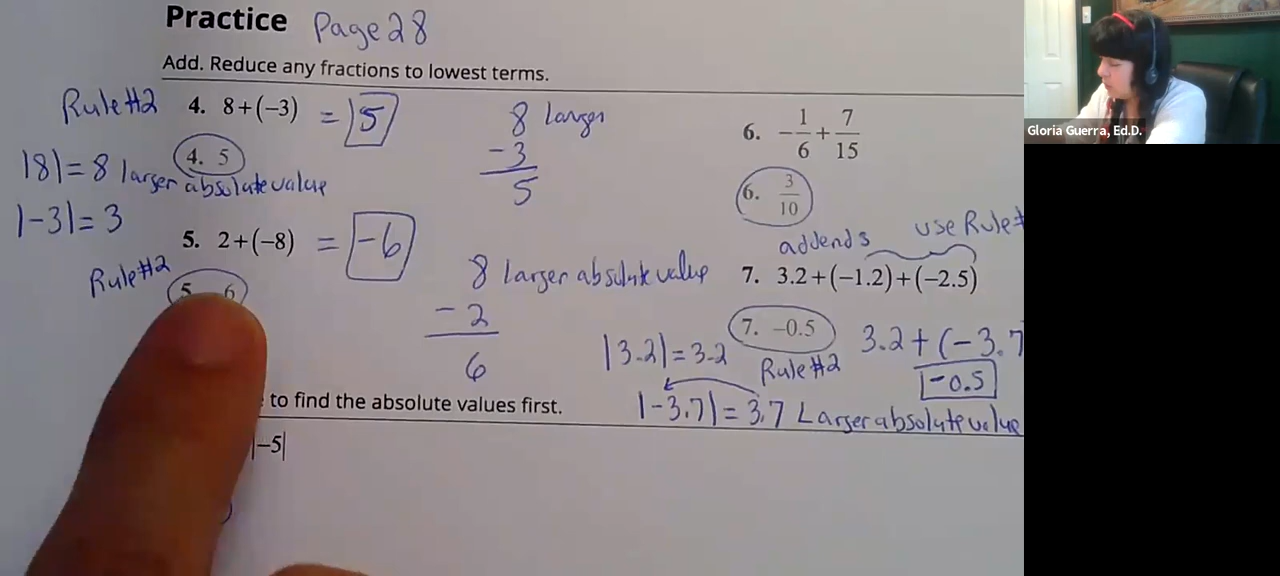 Practice Page 28
Add. Reduce any fractions to lowest terms.
Rule #2 4. 8+(−3) = 5
8 larger
− 3
5
4. 5
|8| = 8 larger absolute value
|−3| = 3
5. 2+(−8) = −6
Rule #2
5. 6
8 larger absolute value
− 2
6
6. −1/6 + 7/15
6. 3/10
addends use Rule #
7. 3.2+(−1.2)+(−2.5)
7. −0.5
3.2 + (−3.7
−0.5
|3.2| = 3.2 Rule #2
|−3.7| = 3.7 Larger absolute value
to find the absolute values first.
|−5|
Gloria Guerra, Ed.D.